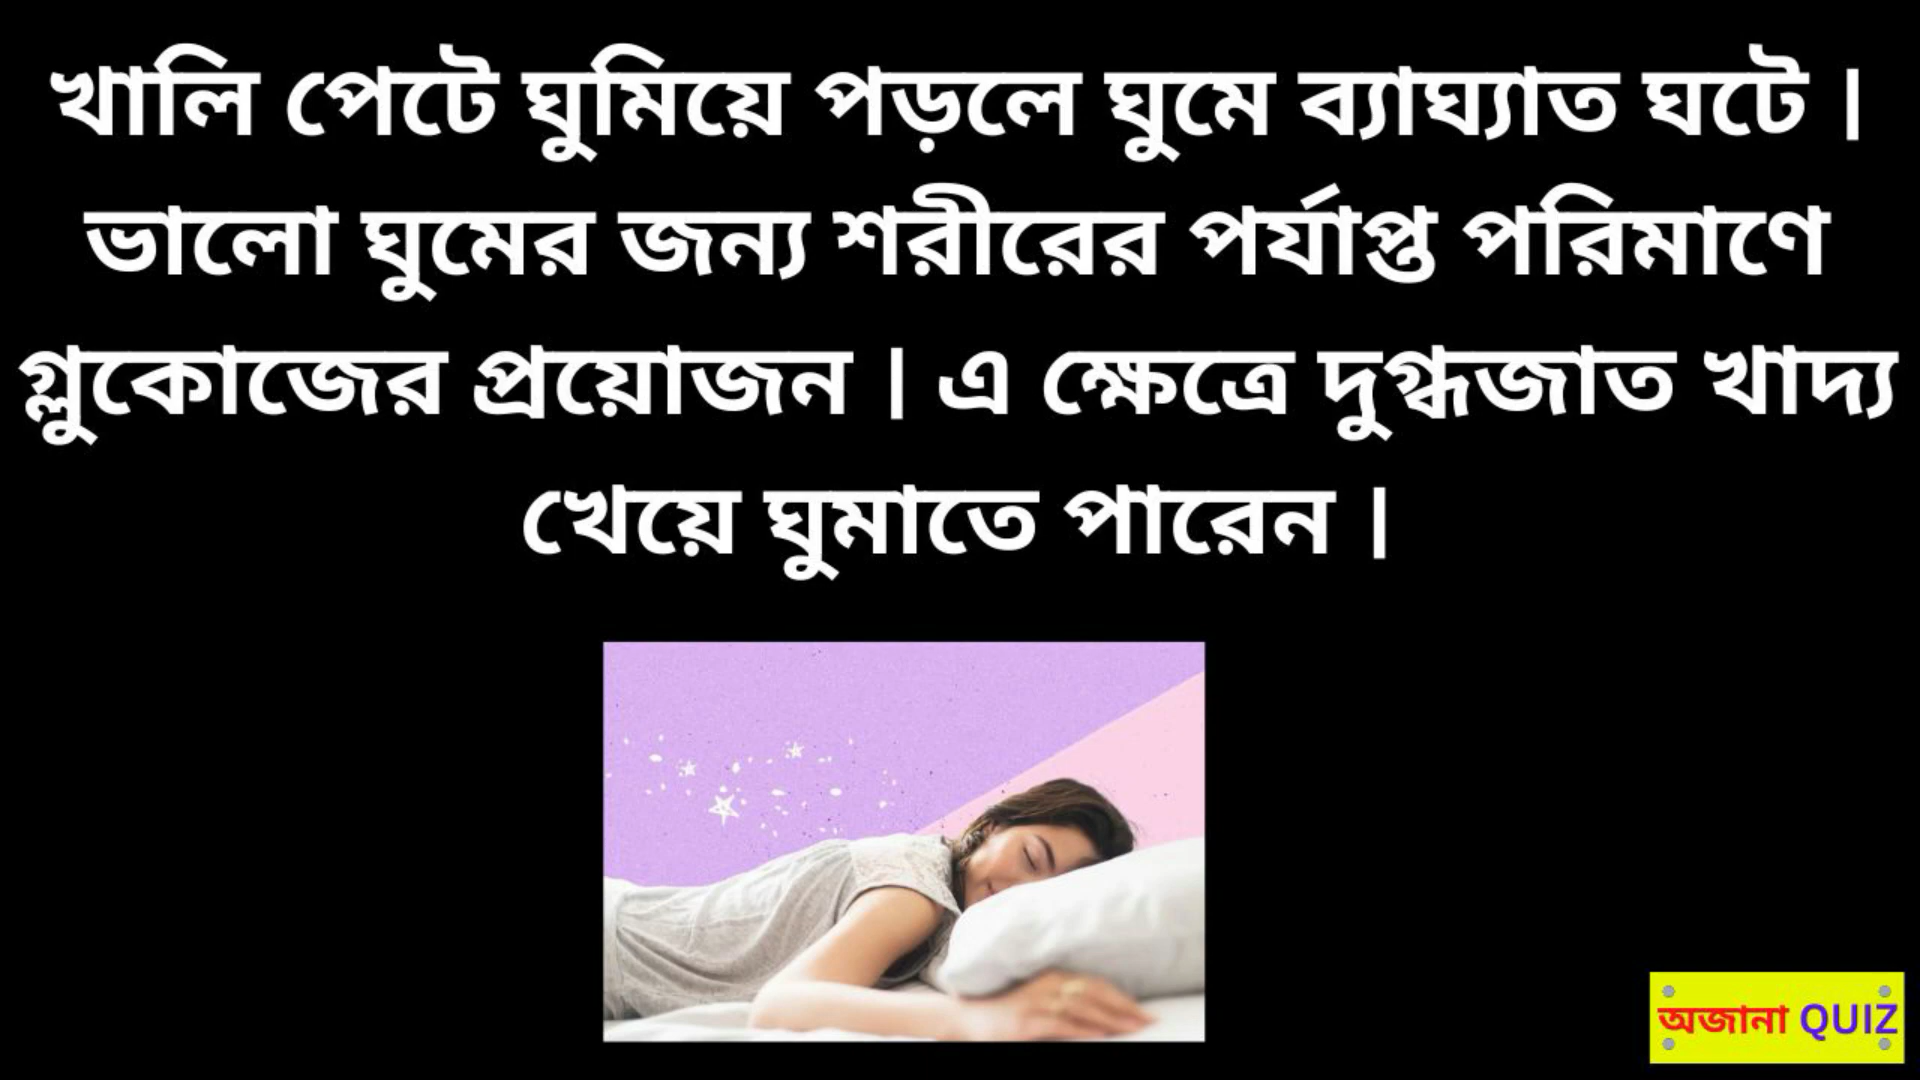 খালি পেটে ঘুমিয়ে পড়লে ঘুমে ব্যাঘ্যাত ঘটে ।
ভালো ঘুমের জন্য শরীরের পর্যাপ্ত পরিমাণে
গ্লুকোজের প্রয়োজন । এ ক্ষেত্রে দুগ্ধজাত খাদ্য
খেয়ে ঘুমাতে পারেন ।
অজানা QUIZ